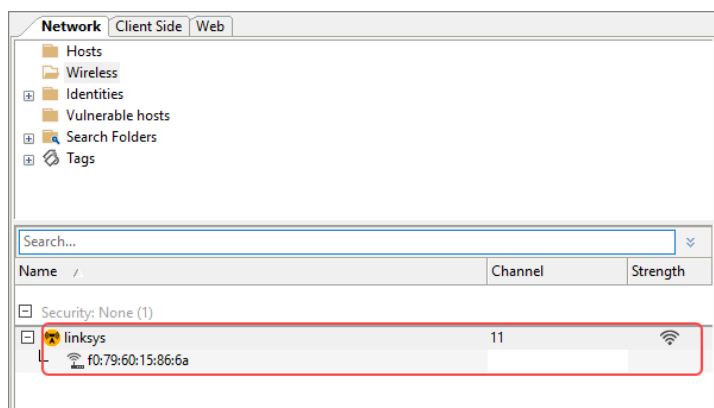 Network Client Side Web
Hosts
Wireless
Identities
Vulnerable hosts
Search Folders
Tags
Search...
Name Channel Strength
Security: None (1)
linksys 11
f0:79:60:15:86:6a